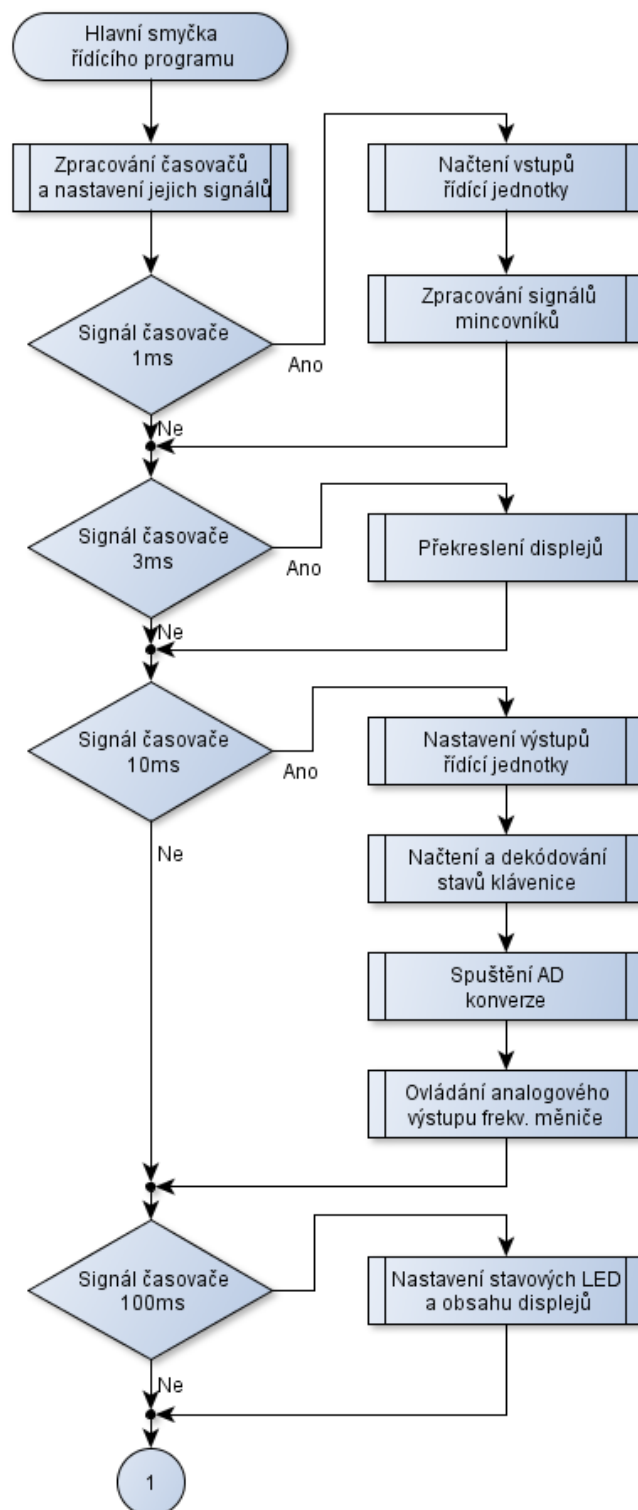 Hlavní smyčka
řídícího programu
Zpracování časovačů
a nastavení jejich signálů
Signál časovače
1ms
Ano
Načtení vstupů
řídící jednotky
Zpracování signálů
mincovníků
Ne
Signál časovače
3ms
Ano
Překreslení displejů
Ne
Signál časovače
10ms
Ano
Nastavení výstupů
řídící jednotky
Načtení a dekódování
stavů klávenice
Spuštění AD
konverze
Ovládání analogového
výstupu frekv. měniče
Ne
Signál časovače
100ms
Nastavení stavových LED
a obsahu displejů
Ne
1